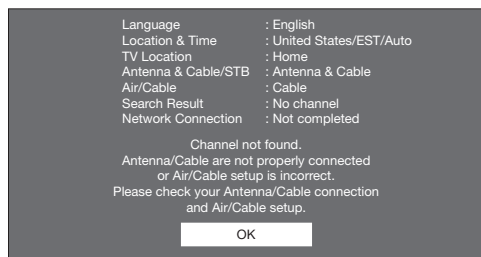 Language : English
Location & Time : United States/EST/Auto
TV Location : Home
Antenna & Cable/STB : Antenna & Cable
Air/Cable : Cable
Search Result : No channel
Network Connection : Not completed
Channel not found.
Antenna/Cable are not properly connected
or Air/Cable setup is incorrect.
Please check your Antenna/Cable connection
and Air/Cable setup.
OK